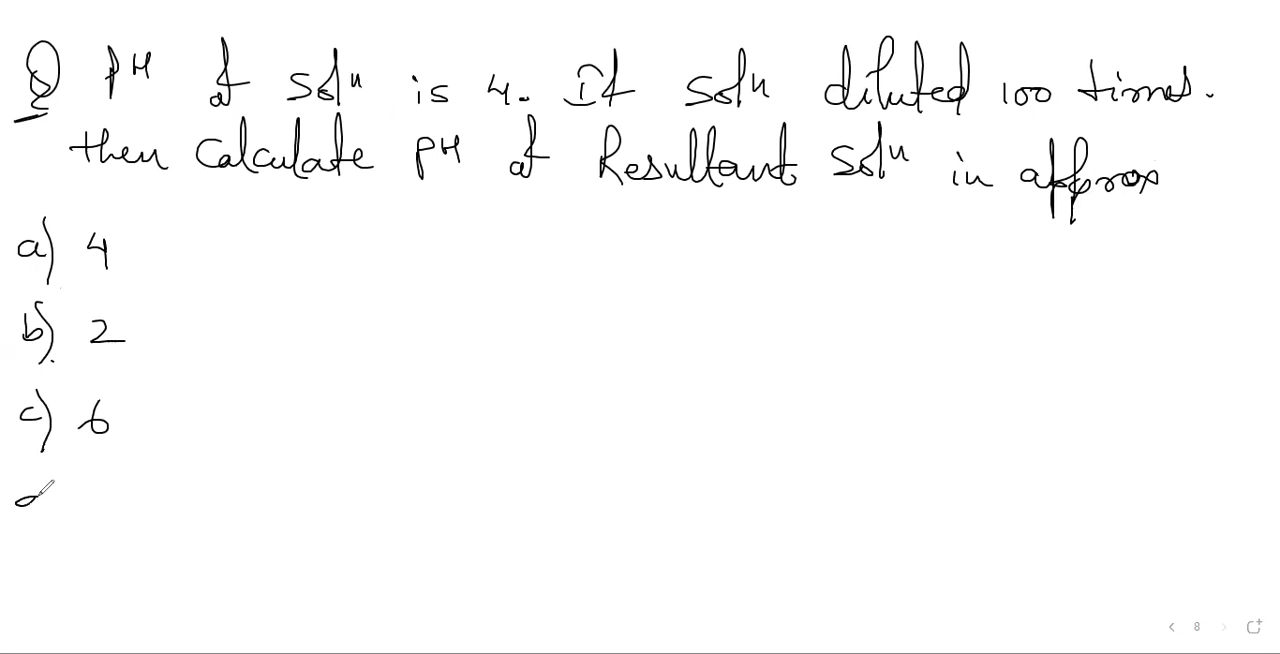 Q PH of soln is 4. If soln diluted 100 times.
then calculate PH of Resultant soln in approx
a) 4
b) 2
c) 6
d
8